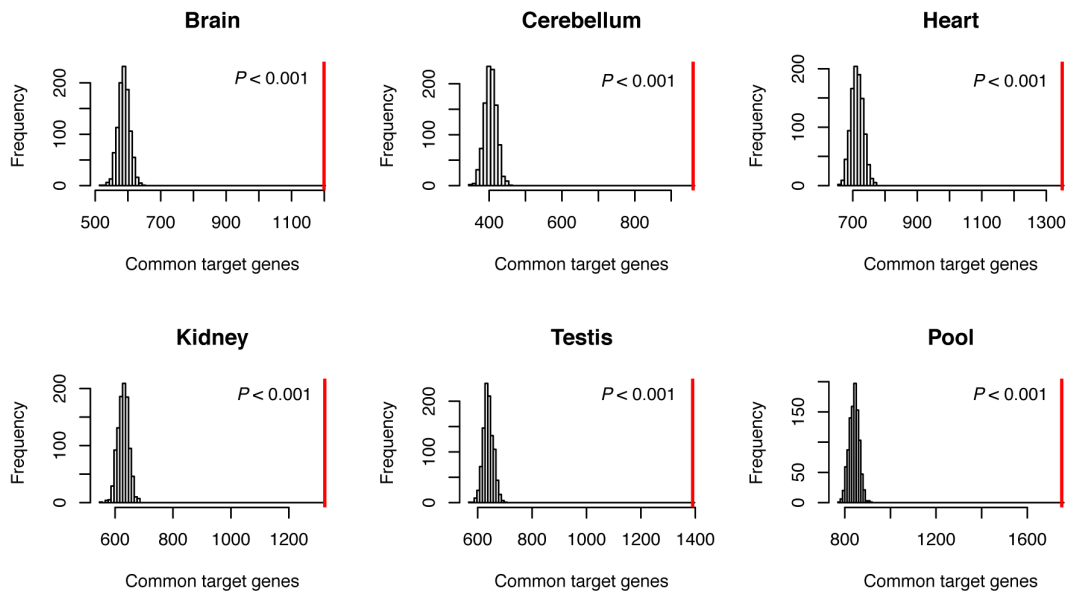 Brain
Cerebellum
Heart
Frequency
0
100
200
P < 0.001
500 700 900 1100
Common target genes
Frequency
0
100
200
P < 0.001
400 600 800
Common target genes
Frequency
0
100
200
P < 0.001
700 900 1100 1300
Common target genes
Kidney
Testis
Pool
Frequency
0
100
200
P < 0.001
600 800 1000 1200
Common target genes
Frequency
0
100
200
P < 0.001
600 800 1000 1200 1400
Common target genes
Frequency
0
50
150
P < 0.001
800 1200 1600
Common target genes